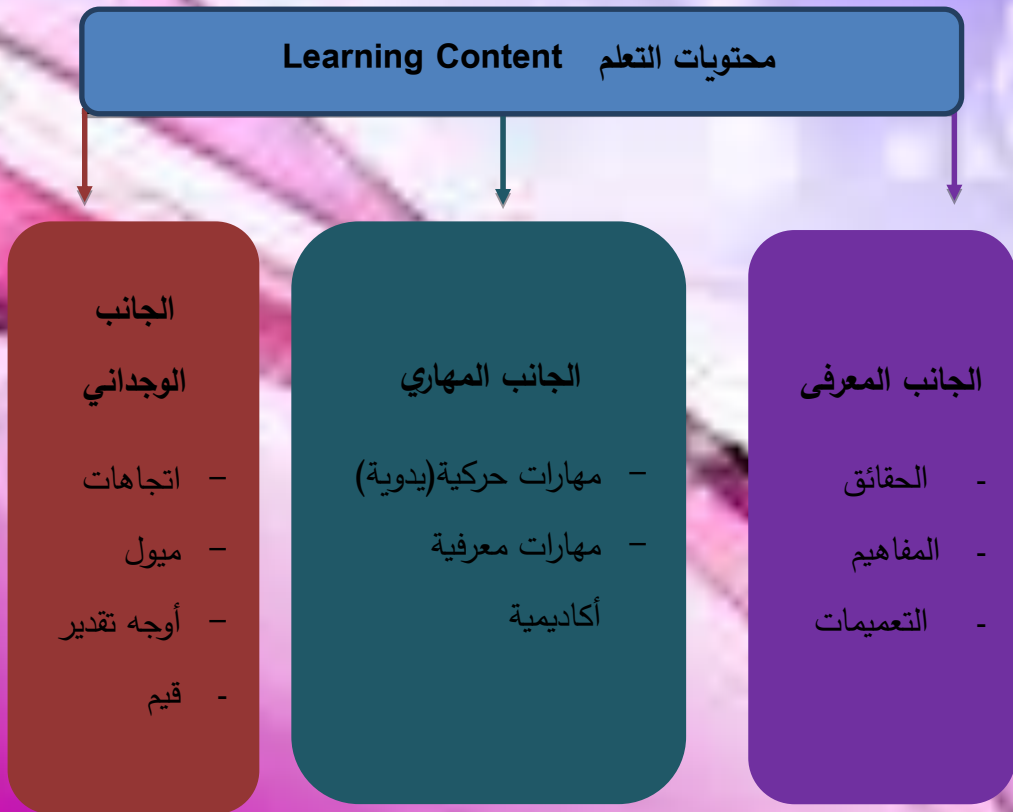 محتويات التعلم Learning Content
الجانب المعرفى
- الحقائق
- المفاهيم
- التعميمات
الجانب المهاري
– مهارات حركية(يدوية)
– مهارات معرفية
أكاديمية
الجانب
الوجداني
– اتجاهات
– ميول
– أوجه تقدير
- قيم